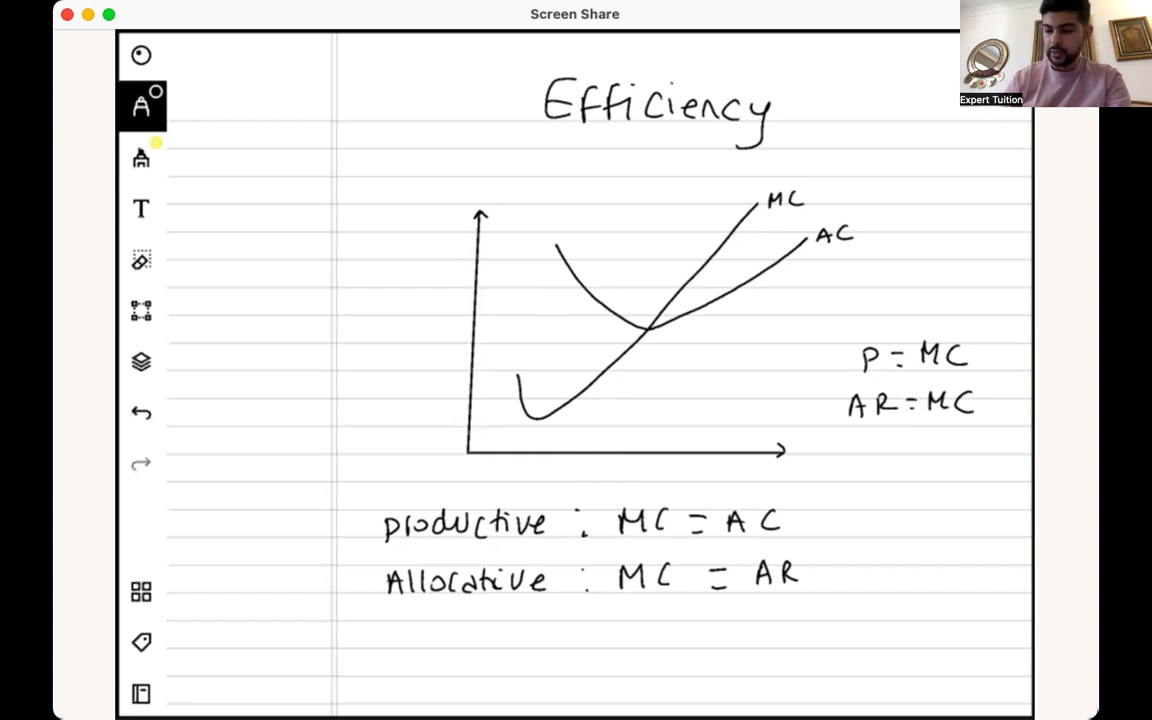 Screen Share
Expert Tuition
Efficiency
MC
AC
P = MC
AR = MC
productive : MC = AC
Allocative : MC = AR
T